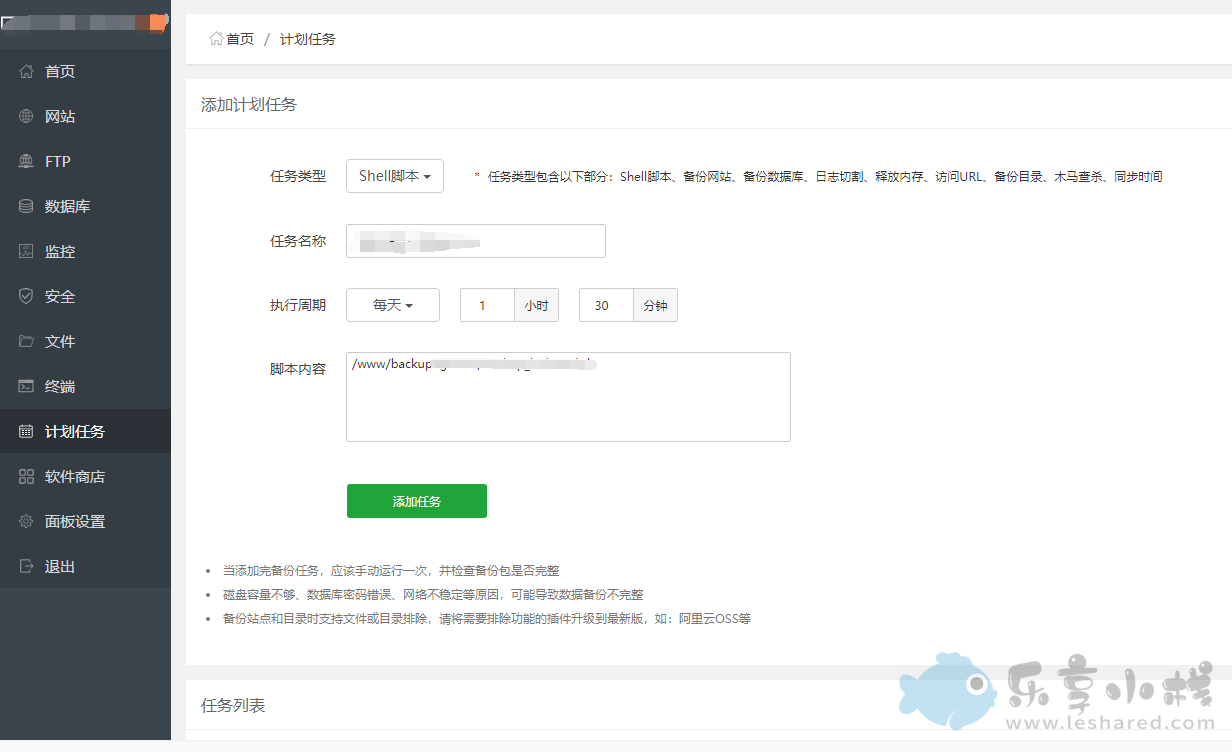 首页 / 计划任务
首页
网站
FTP
数据库
监控
安全
文件
终端
计划任务
软件商店
面板设置
退出
添加计划任务
任务类型 Shell脚本 * 任务类型包含以下部分：Shell脚本、备份网站、备份数据库、日志切割、释放内存、访问URL、备份目录、木马查杀、同步时间
任务名称
执行周期 每天 1 小时 30 分钟
脚本内容 /www/backup
添加任务
当添加完备份任务，应该手动运行一次，并检查备份包是否完整
磁盘容量不够、数据库密码错误、网络不稳定等原因，可能导致数据备份不完整
备份站点和目录时支持文件或目录排除，请将需要排除功能的插件升级到最新版，如：阿里云OSS等
任务列表
乐享小栈
www.leshared.com